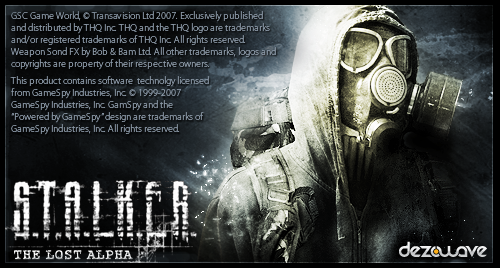 GSC Game World, © Transavision Ltd 2007. Exclusively published
and distributed by THQ Inc. THQ and the THQ logo are trademarks
and/or registered trademarks of THQ Inc. All rights reserved.
Weapon Sond FX by Bob & Bam Ltd. All other trademarks, logos and
copyrights are property of their respective owners.
This product contains software technolgy licensed
from GameSpy Industries, Inc. © 1999-2007
GameSpy Industries, Inc. GamSpy and the
"Powered by GameSpy" design are trademarks of
GameSpy Industries, Inc. All rights reserved.
S.T.A.L.K.E.R.
THE LOST ALPHA
dezowave